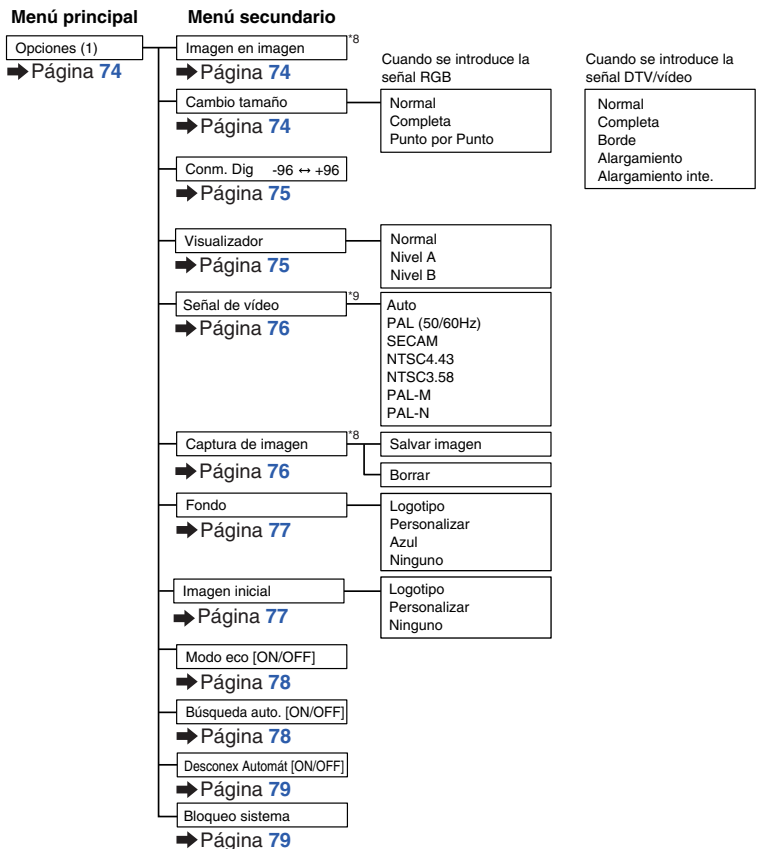 Menú principal
Menú secundario
Opciones (1)
➡Página 74
Imagen en imagen *8
➡Página 74
Cambio tamaño
➡Página 74
Cuando se introduce la
señal RGB
Normal
Completa
Punto por Punto
Cuando se introduce la
señal DTV/vídeo
Normal
Completa
Borde
Alargamiento
Alargamiento inte.
Conm. Dig -96 ↔ +96
➡Página 75
Visualizador
➡Página 75
Normal
Nivel A
Nivel B
Señal de vídeo *9
➡Página 76
Auto
PAL (50/60Hz)
SECAM
NTSC4.43
NTSC3.58
PAL-M
PAL-N
Captura de imagen *8
➡Página 76
Salvar imagen
Borrar
Fondo
➡Página 77
Logotipo
Personalizar
Azul
Ninguno
Imagen inicial
➡Página 77
Logotipo
Personalizar
Ninguno
Modo eco [ON/OFF]
➡Página 78
Búsqueda auto. [ON/OFF]
➡Página 78
Desconex Automát [ON/OFF]
➡Página 79
Bloqueo sistema
➡Página 79